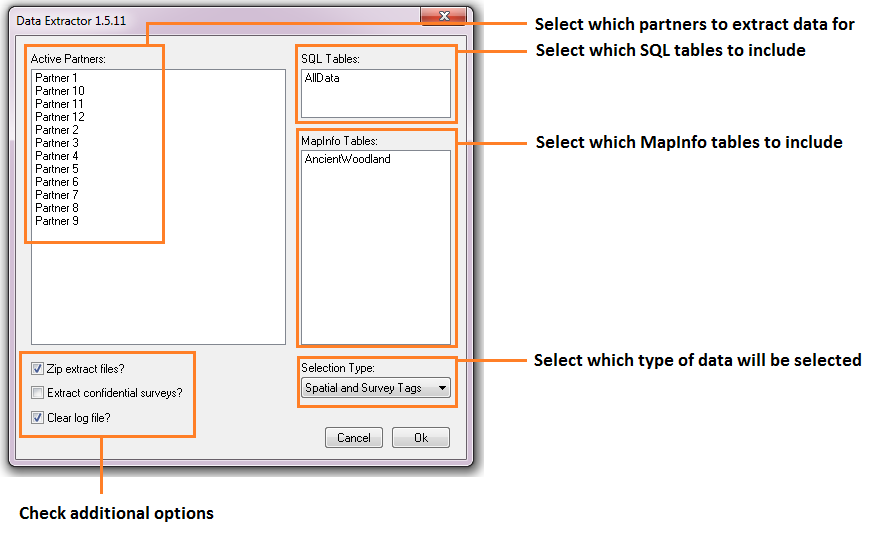 Data Extractor 1.5.11
Select which partners to extract data for
Select which SQL tables to include
Active Partners:
SQL Tables:
Partner 1
AllData
Partner 10
Partner 11
Partner 12
Partner 2
Partner 3
Partner 4
Partner 5
Partner 6
Partner 7
Partner 8
Partner 9
MapInfo Tables:
Select which MapInfo tables to include
AncientWoodland
Select which type of data will be selected
Zip extract files?
Selection Type:
Extract confidential surveys?
Spatial and Survey Tags
Clear log file?
Cancel
Ok
Check additional options